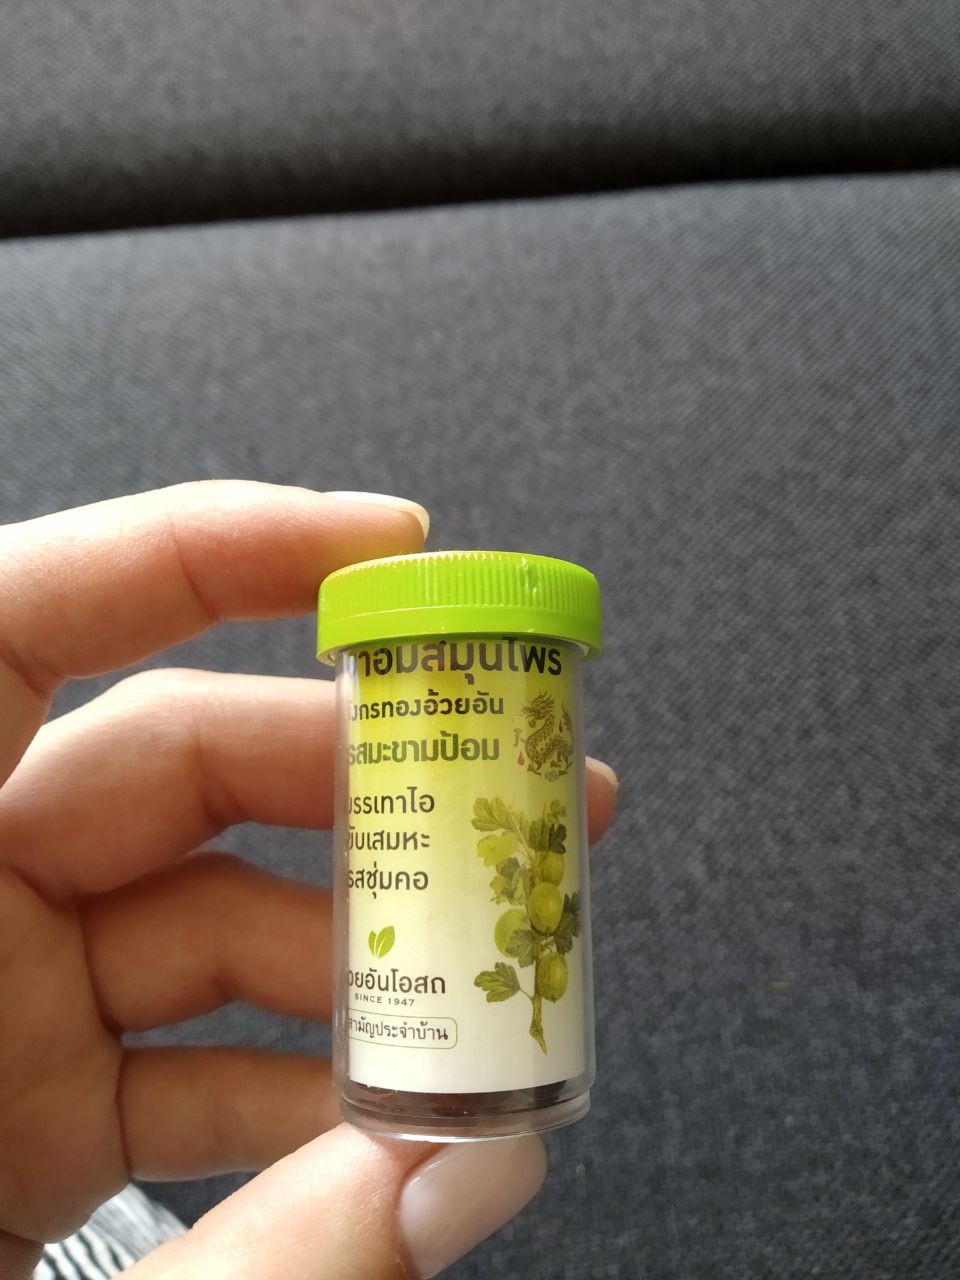 าอมสมุนไพร
ังกรทองอ้วยอัน
รสมะขามป้อม
บรรเทาไอ
ขับเสมหะ
รสชุ่มคอ
วยอันโอสถ
SINCE 1947
สามัญประจำบ้าน